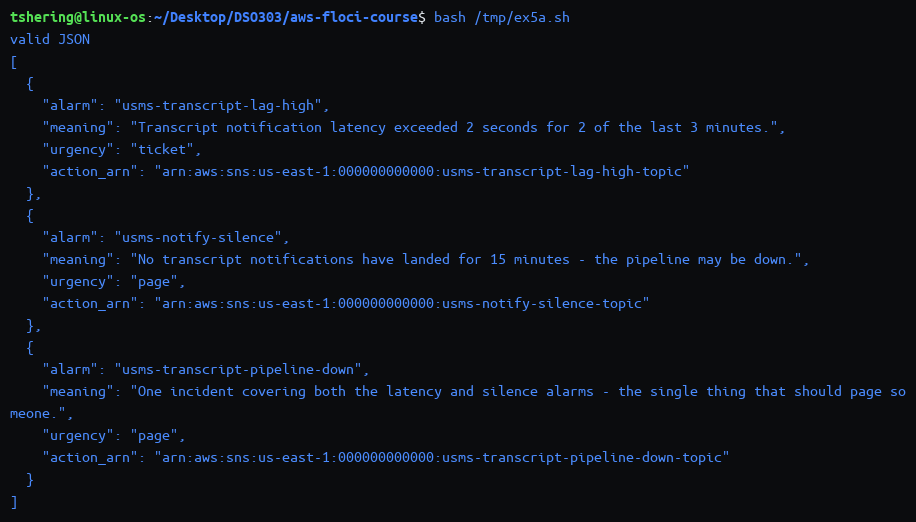 tshering@linux-os:~/Desktop/DSO303/aws-floci-course$ bash /tmp/ex5a.sh
valid JSON
[
  {
    "alarm": "usms-transcript-lag-high",
    "meaning": "Transcript notification latency exceeded 2 seconds for 2 of the last 3 minutes.",
    "urgency": "ticket",
    "action_arn": "arn:aws:sns:us-east-1:000000000000:usms-transcript-lag-high-topic"
  },
  {
    "alarm": "usms-notify-silence",
    "meaning": "No transcript notifications have landed for 15 minutes - the pipeline may be down.",
    "urgency": "page",
    "action_arn": "arn:aws:sns:us-east-1:000000000000:usms-notify-silence-topic"
  },
  {
    "alarm": "usms-transcript-pipeline-down",
    "meaning": "One incident covering both the latency and silence alarms - the single thing that should page so
meone.",
    "urgency": "page",
    "action_arn": "arn:aws:sns:us-east-1:000000000000:usms-transcript-pipeline-down-topic"
  }
]